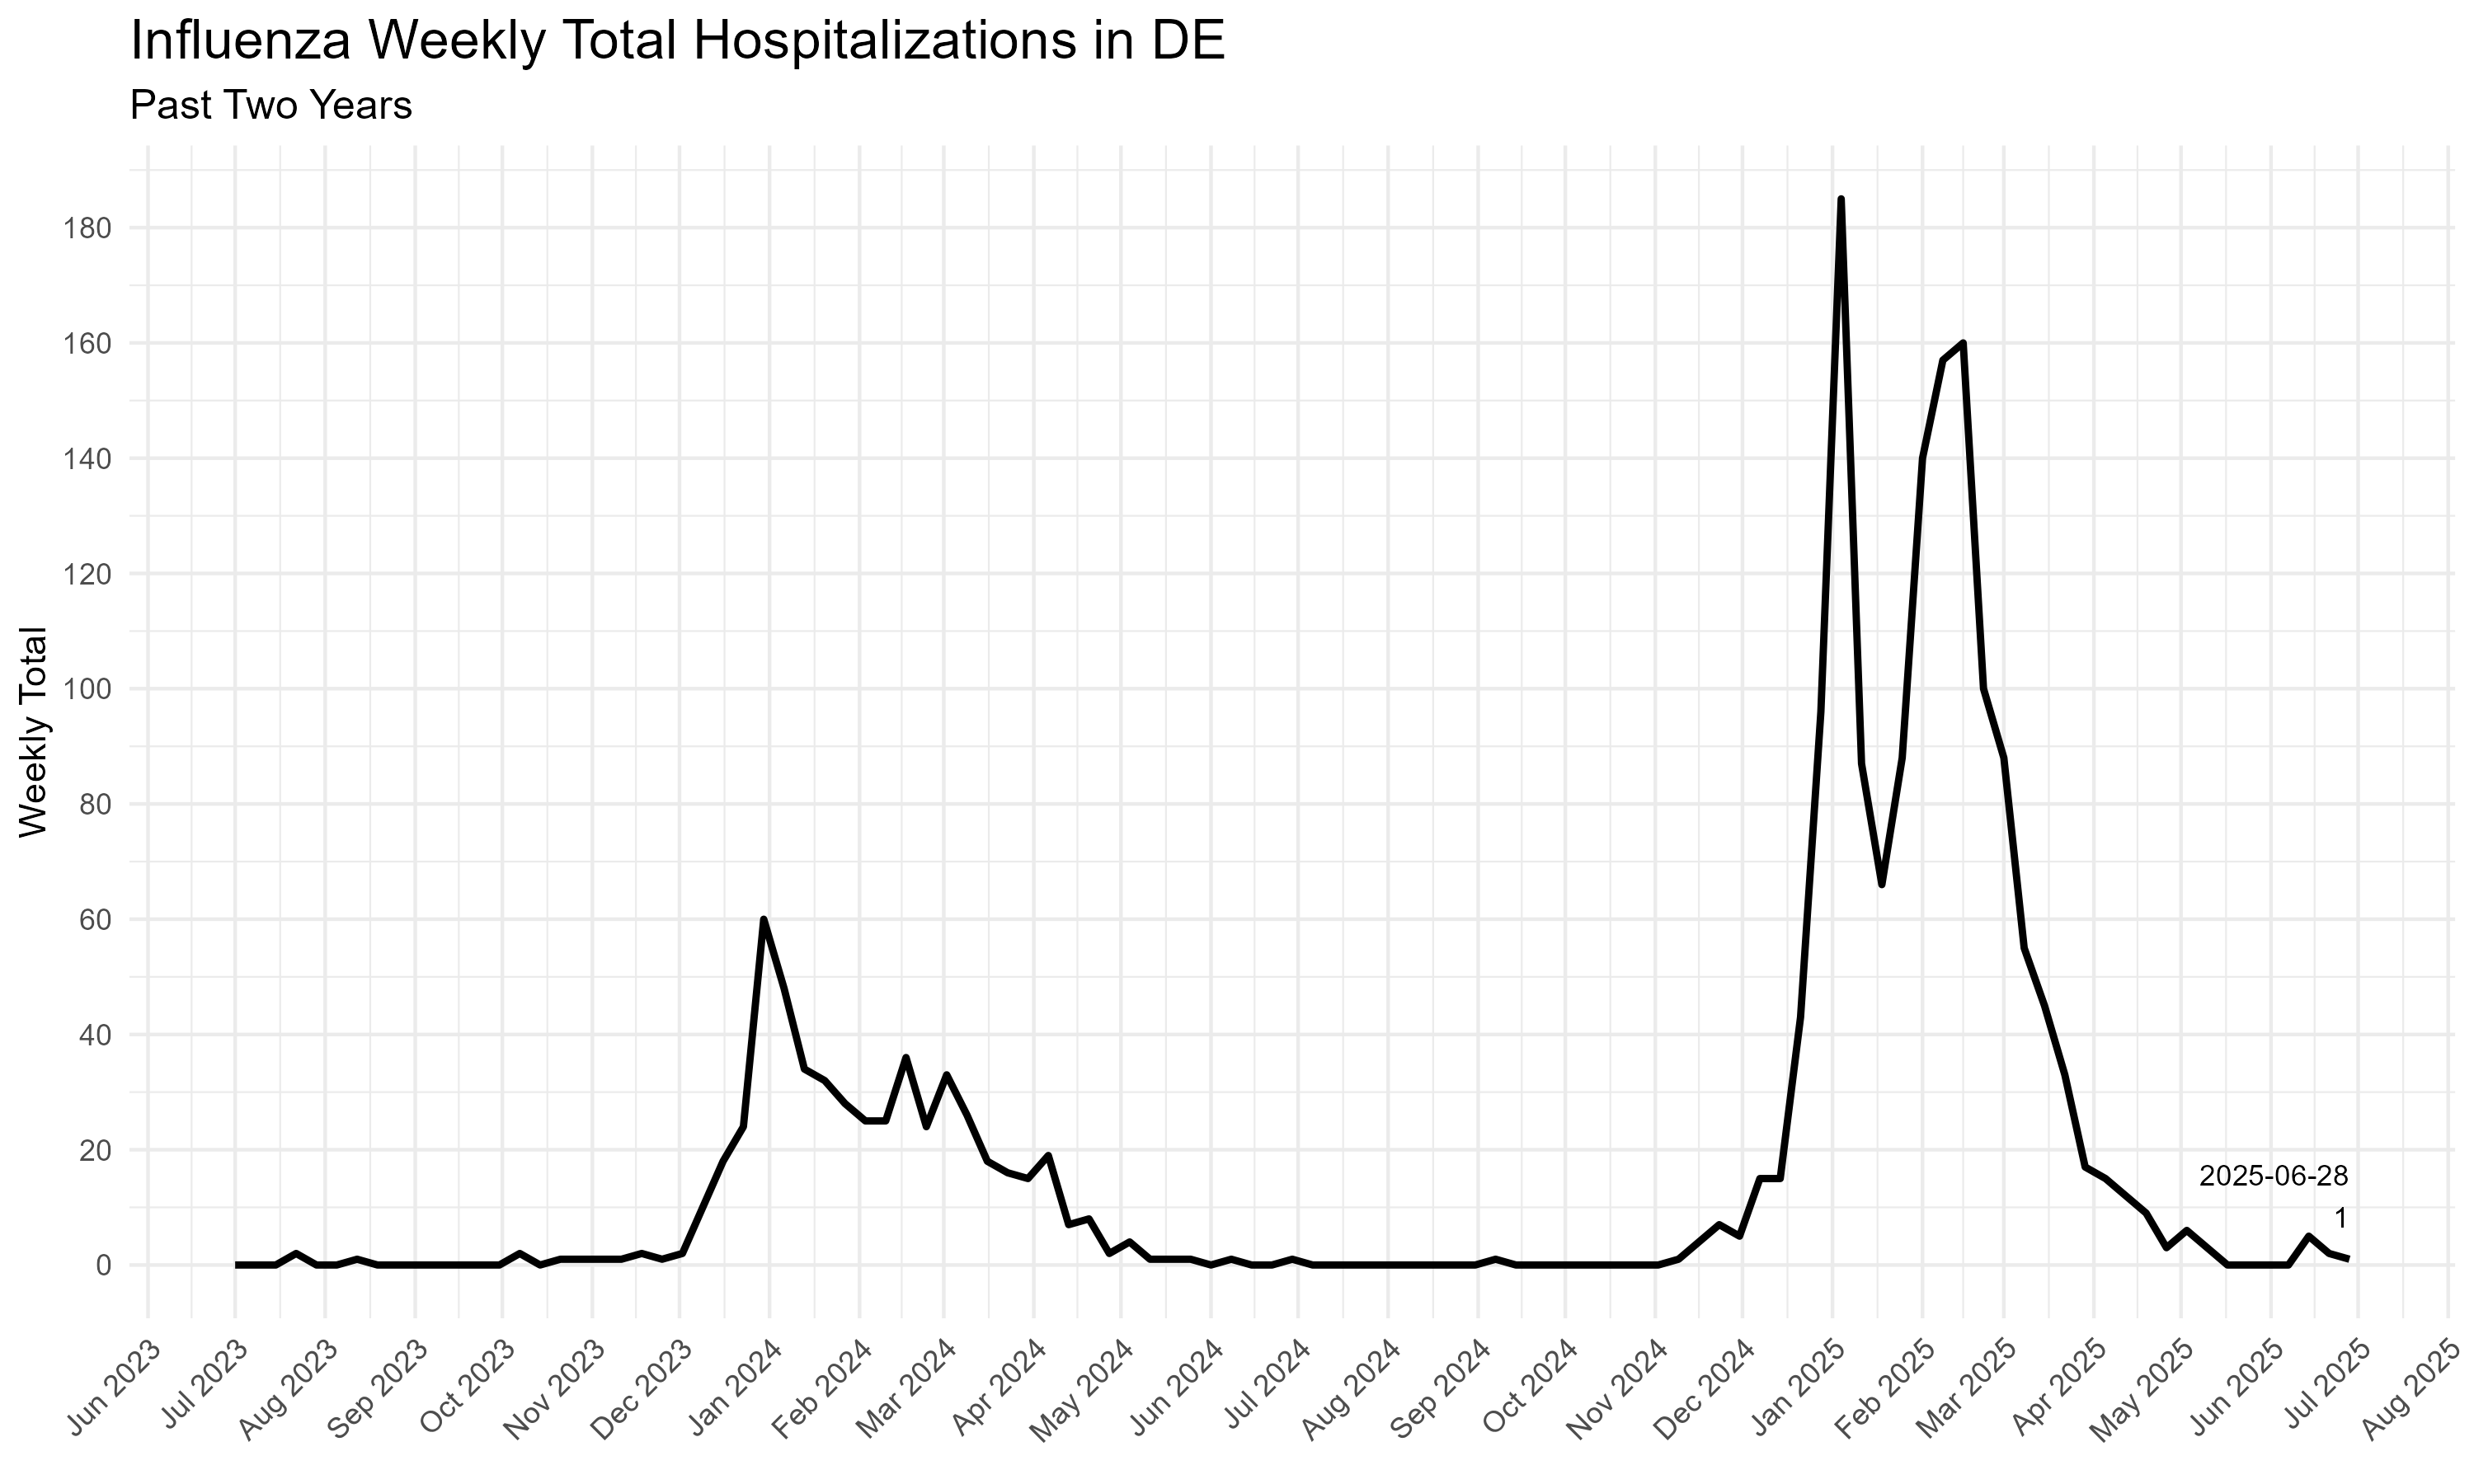 Influenza Weekly Total Hospitalizations in DE
Past Two Years
Weekly Total
180
160
140
120
100
80
60
40
20
0
2025-06-28
1
Jun 2023
Jul 2023
Aug 2023
Sep 2023
Oct 2023
Nov 2023
Dec 2023
Jan 2024
Feb 2024
Mar 2024
Apr 2024
May 2024
Jun 2024
Jul 2024
Aug 2024
Sep 2024
Oct 2024
Nov 2024
Dec 2024
Jan 2025
Feb 2025
Mar 2025
Apr 2025
May 2025
Jun 2025
Jul 2025
Aug 2025